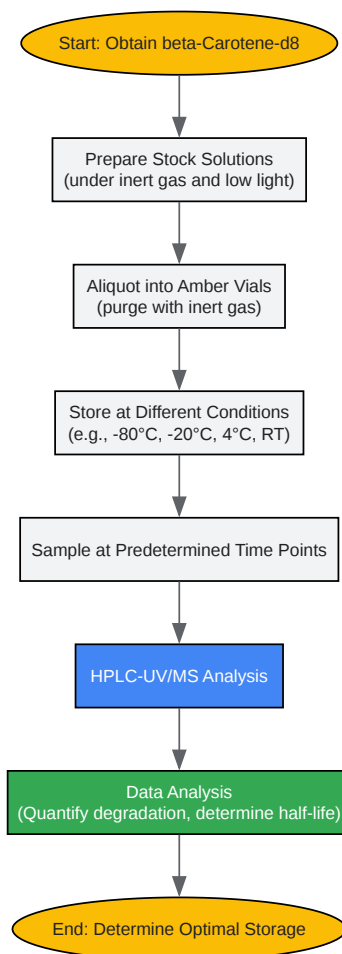 Start: Obtain beta-Carotene-d8
Prepare Stock Solutions
(under inert gas and low light)
Aliquot into Amber Vials
(purge with inert gas)
Store at Different Conditions
(e.g., -80°C, -20°C, 4°C, RT)
Sample at Predetermined Time Points
HPLC-UV/MS Analysis
Data Analysis
(Quantify degradation, determine half-life)
End: Determine Optimal Storage